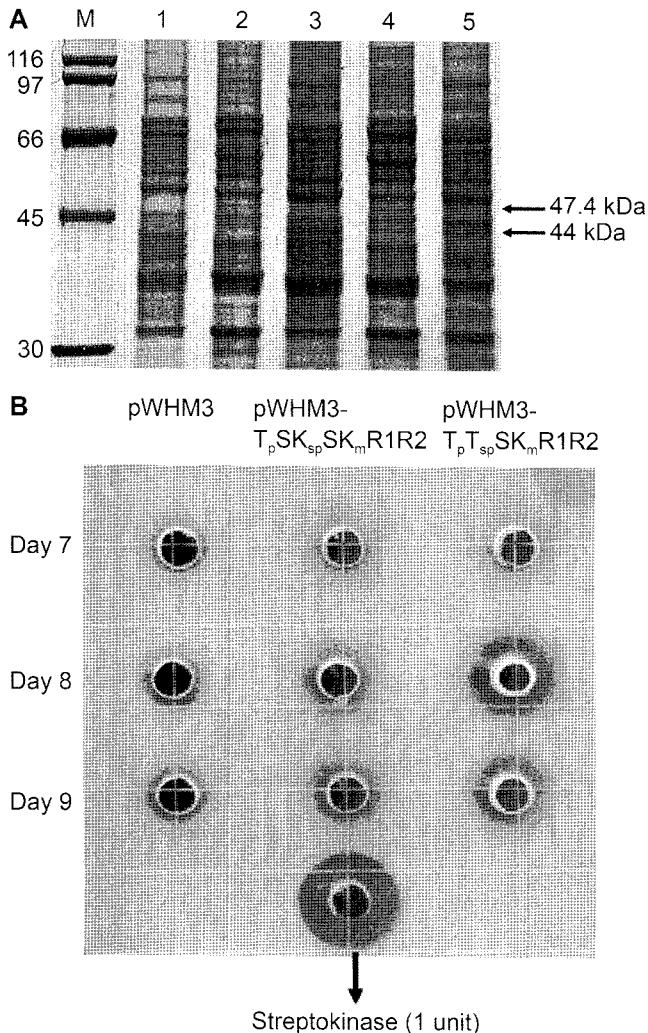 A M 1 2 3 4 5
116
97
66
45
30
47.4 kDa
44 kDa
B pWHM3 pWHM3- pWHM3-
TpSKspSKmR1R2 TpTspSKmR1R2
Day 7
Day 8
Day 9
Streptokinase (1 unit)